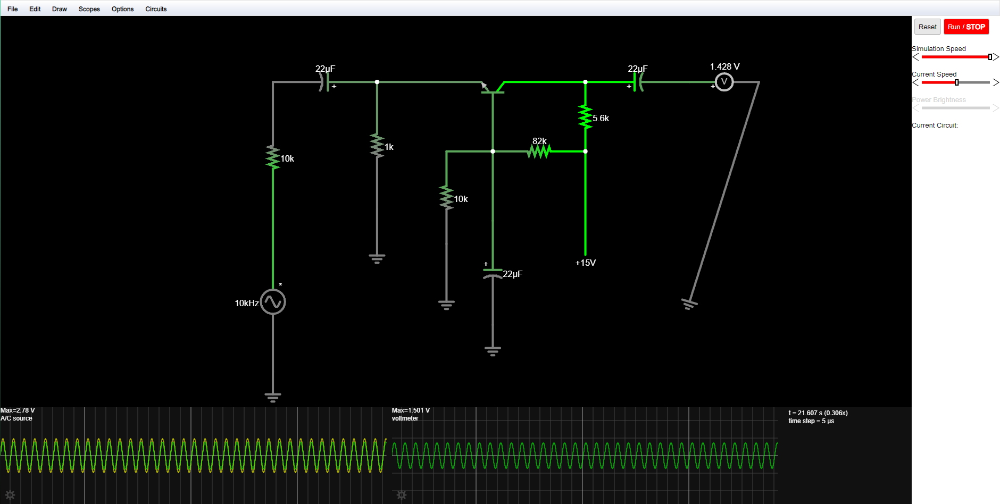 File Edit Draw Scopes Options Circuits
Reset Run / STOP
Simulation Speed
Current Speed
Power Brightness
Current Circuit:
22µF
+
22µF
+
1.428 V
V
+
5.6k
82k
1k
10k
10k
+15V
+
22µF
*
10kHz
Max=2.78 V
A/C source
Max=1.501 V
voltmeter
t = 21.607 s (0.306x)
time step = 5 µs